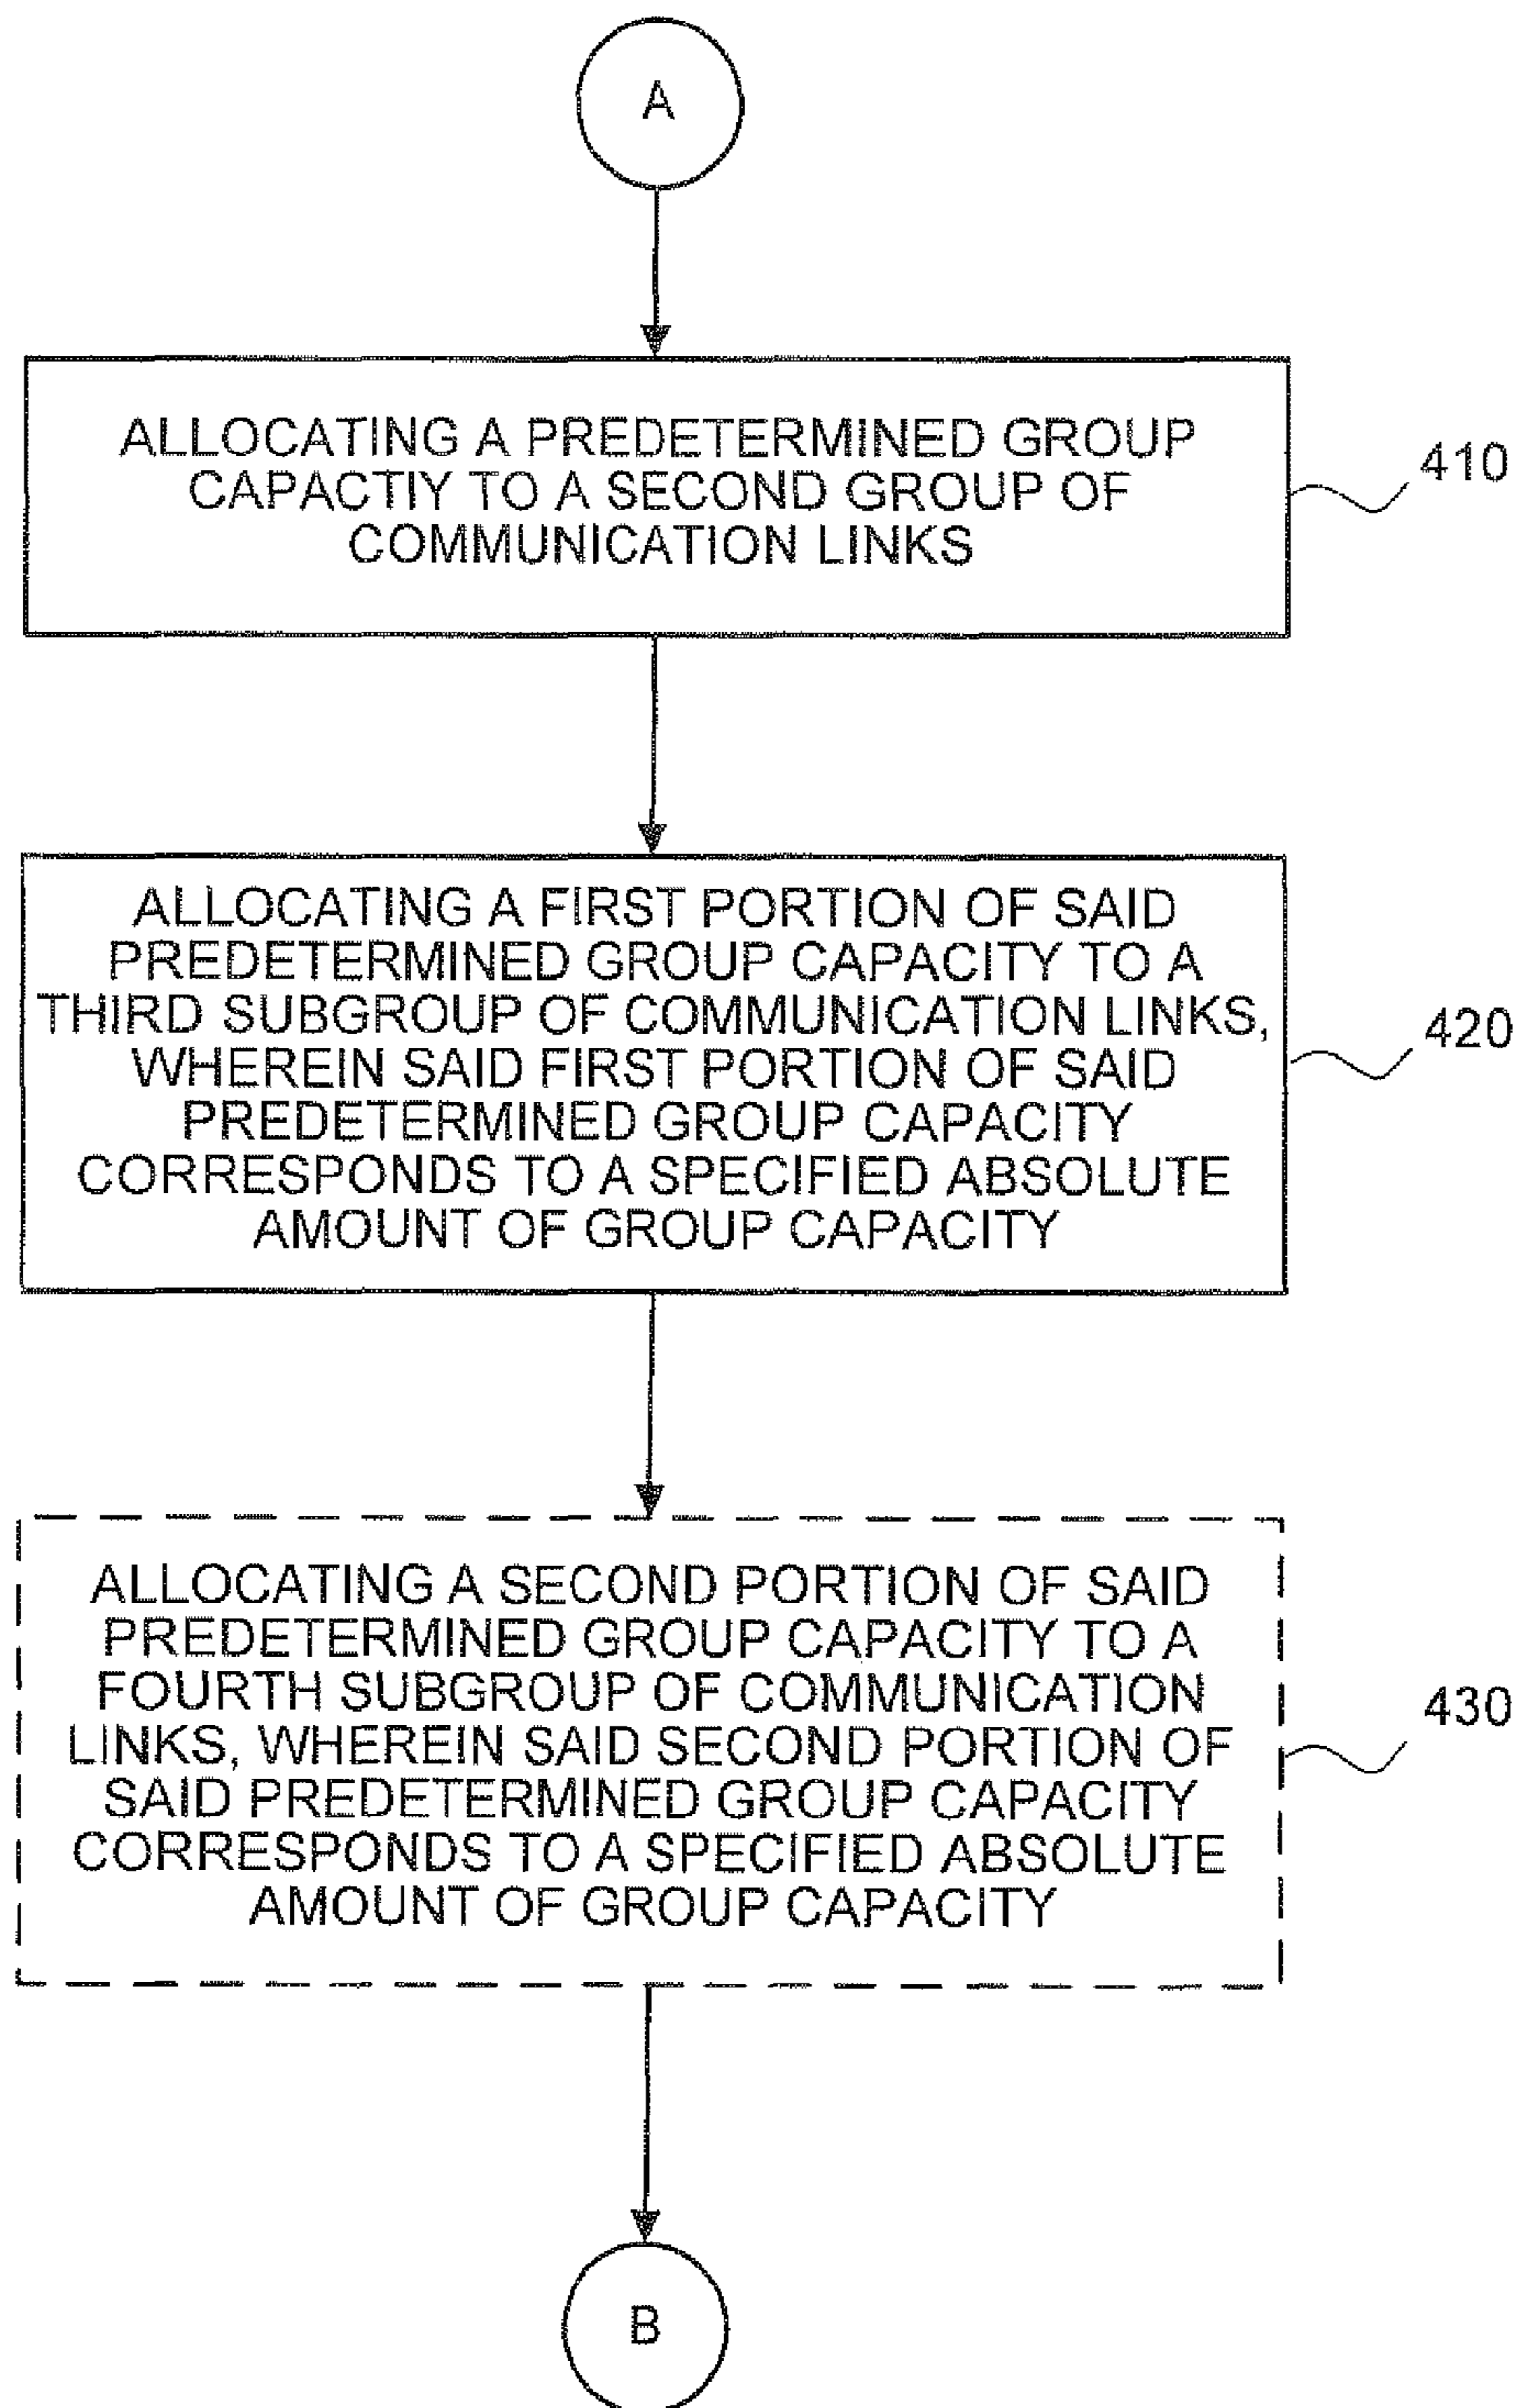 A
ALLOCATING A PREDETERMINED GROUP
CAPACTIY TO A SECOND GROUP OF
COMMUNICATION LINKS
410
ALLOCATING A FIRST PORTION OF SAID
PREDETERMINED GROUP CAPACITY TO A
THIRD SUBGROUP OF COMMUNICATION LINKS,
WHEREIN SAID FIRST PORTION OF SAID
PREDETERMINED GROUP CAPACITY
CORRESPONDS TO A SPECIFIED ABSOLUTE
AMOUNT OF GROUP CAPACITY
420
ALLOCATING A SECOND PORTION OF SAID
PREDETERMINED GROUP CAPACITY TO A
FOURTH SUBGROUP OF COMMUNICATION
LINKS, WHEREIN SAID SECOND PORTION OF
SAID PREDETERMINED GROUP CAPACITY
CORRESPONDS TO A SPECIFIED ABSOLUTE
AMOUNT OF GROUP CAPACITY
430
B